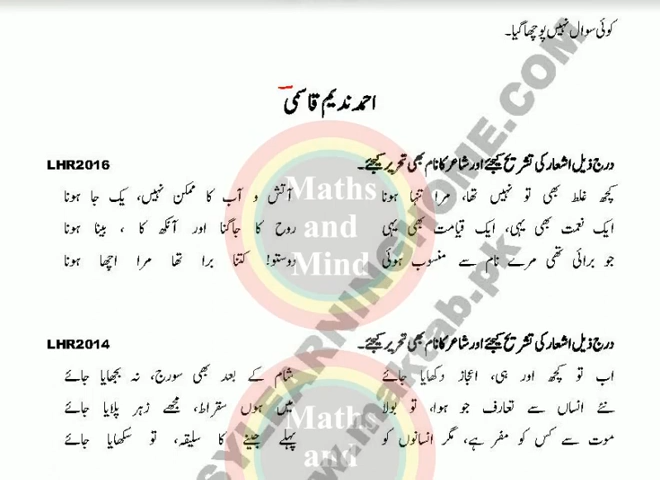 کوئی سوال نہیں پوچھا گیا۔
احمد ندیم قاسمی
درج ذیل اشعار کی تشریح کیجئے اور شاعر کا نام بھی تحریر کیجئے۔ LHR2016
کچھ غلط بھی تو نہیں تھا، مرا تنہا ہونا آتش و آب کا ممکن نہیں، یک جا ہونا
ایک نعمت بھی یہی، ایک قیامت بھی یہی روح کا جاگنا اور آنکھ کا، بینا ہونا
جو برائی تھی مرے نام سے منسوب ہوئی دوستو! کتنا برا تھا مرا اچھا ہونا
درج ذیل اشعار کی تشریح کیجئے اور شاعر کا نام بھی تحریر کیجئے۔ LHR2014
اب تو کچھ اور ہی، اعجاز دکھایا جائے شام کے بعد بھی سورج، نہ بجھایا جائے
نئے انساں سے تعارف جو ہوا، تو بولا میں ہوں سقراط، مجھے زہر پلایا جائے
موت سے کس کو مفر ہے، مگر انسانوں کو پہلے جینے کا سلیقہ، تو سکھایا جائے
Maths
and
Mind
Maths
and
SYLEARNINGHOME.COM
www.maktab.pk